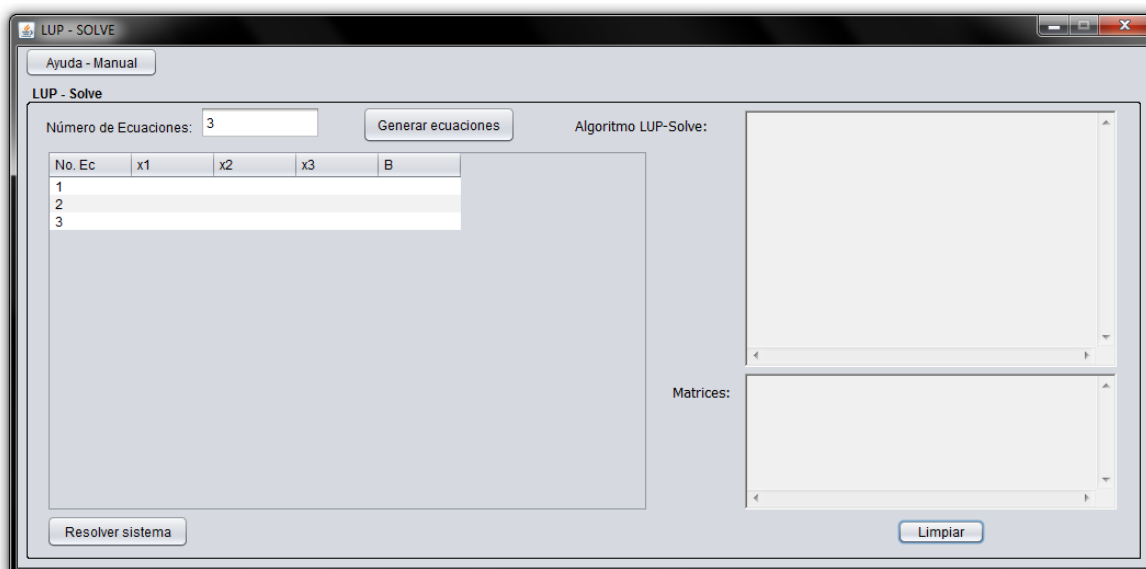 LUP - SOLVE
Ayuda - Manual
LUP - Solve
Número de Ecuaciones: 3 Generar ecuaciones Algoritmo LUP-Solve:
No. Ec x1 x2 x3 B
1
2
3
Matrices:
Resolver sistema Limpiar